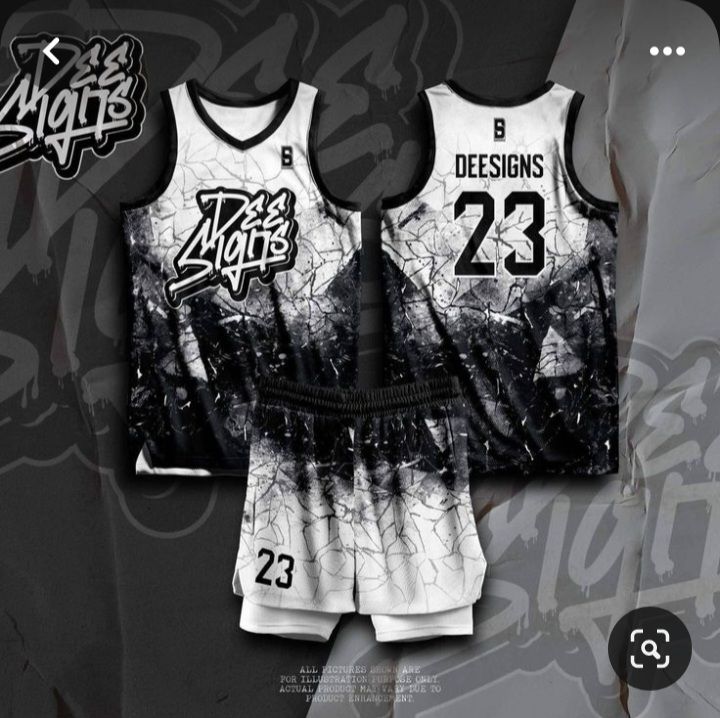 Dee
Signs
Dee
Signs
6
DEESIGNS
23
23
ALL PICTURES SHOWN ARE
FOR ILLUSTRATION PURPOSE ONLY.
ACTUAL PRODUCT MAY VARY DUE TO
PRODUCT ENHANCEMENT.